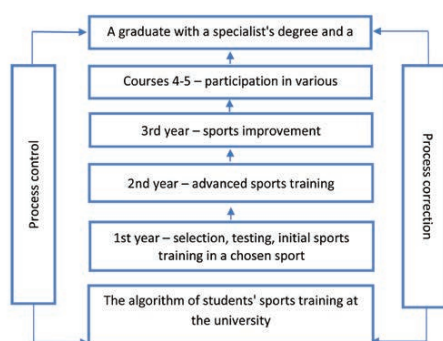 A graduate with a specialist's degree and a
Courses 4-5 – participation in various
3rd year – sports improvement
2nd year – advanced sports training
1st year – selection, testing, initial sports
training in a chosen sport
The algorithm of students' sports training at
the university
Process control
Process correction